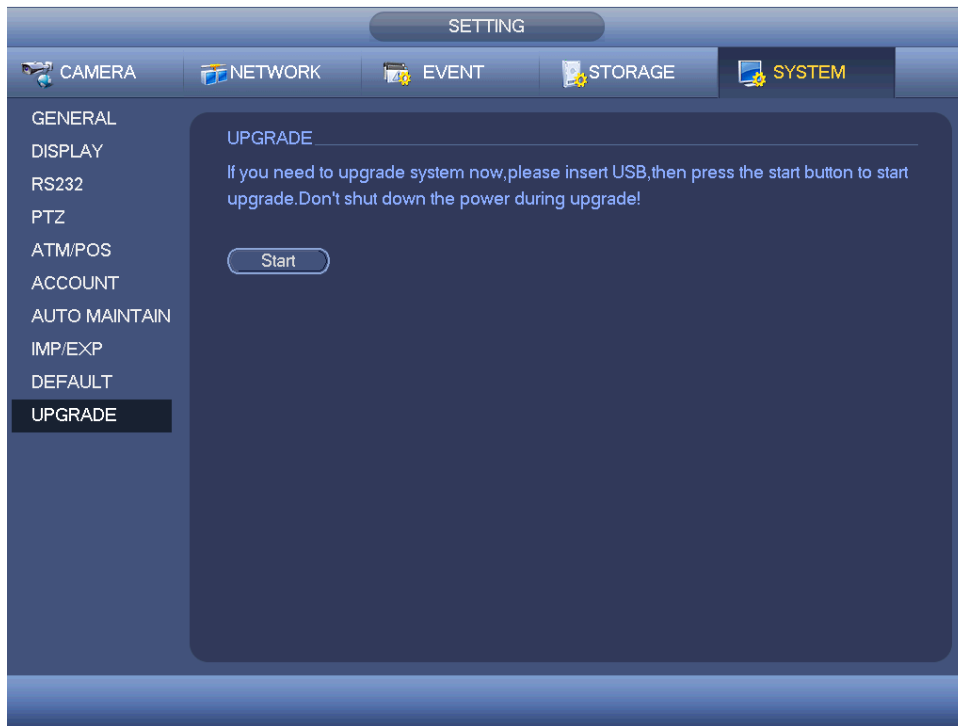 SETTING
CAMERA
NETWORK
EVENT
STORAGE
SYSTEM
GENERAL
DISPLAY
RS232
PTZ
ATM/POS
ACCOUNT
AUTO MAINTAIN
IMP/EXP
DEFAULT
UPGRADE
UPGRADE
If you need to upgrade system now,please insert USB,then press the start button to start
upgrade.Don't shut down the power during upgrade!
Start